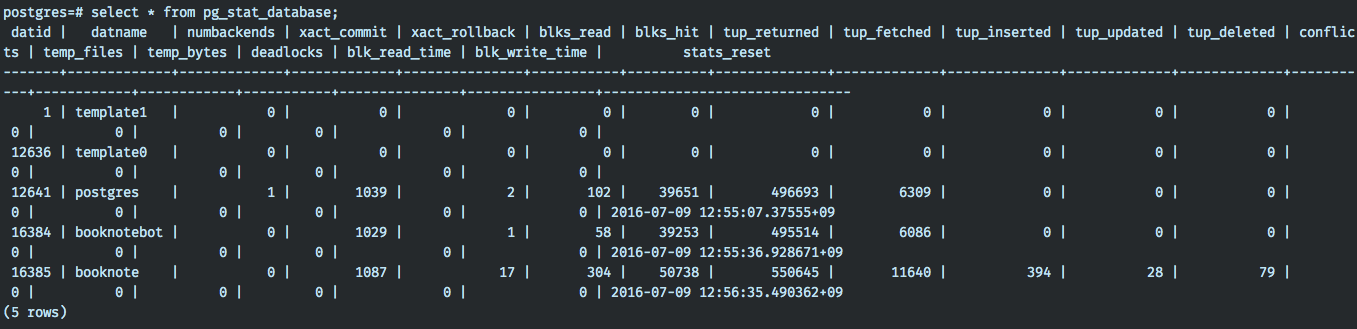 postgres=# select * from pg_stat_database;
 datid |   datname   | numbackends | xact_commit | xact_rollback | blks_read | blks_hit | tup_returned | tup_fetched | tup_inserted | tup_updated | tup_deleted | conflic
ts | temp_files | temp_bytes | deadlocks | blk_read_time | blk_write_time |          stats_reset
-------+-------------+-------------+-------------+---------------+-----------+----------+--------------+-------------+--------------+-------------+-------------+--------
---+------------+------------+-----------+---------------+----------------+-------------------------------
     1 | template1   |           0 |           0 |             0 |         0 |        0 |            0 |           0 |            0 |           0 |           0 |
 0 |          0 |          0 |         0 |             0 |              0 |
 12636 | template0   |           0 |           0 |             0 |         0 |        0 |            0 |           0 |            0 |           0 |           0 |
 0 |          0 |          0 |         0 |             0 |              0 |
 12641 | postgres    |           1 |        1039 |             2 |       102 |    39651 |       496693 |        6309 |            0 |           0 |           0 |
 0 |          0 |          0 |         0 |             0 |              0 | 2016-07-09 12:55:07.37555+09
 16384 | booknotebot |           0 |        1029 |             1 |        58 |    39253 |       495514 |        6086 |            0 |           0 |           0 |
 0 |          0 |          0 |         0 |             0 |              0 | 2016-07-09 12:55:36.928671+09
 16385 | booknote    |           0 |        1087 |            17 |       304 |    50738 |       550645 |       11640 |          394 |          28 |          79 |
 0 |          0 |          0 |         0 |             0 |              0 | 2016-07-09 12:56:35.490362+09
(5 rows)